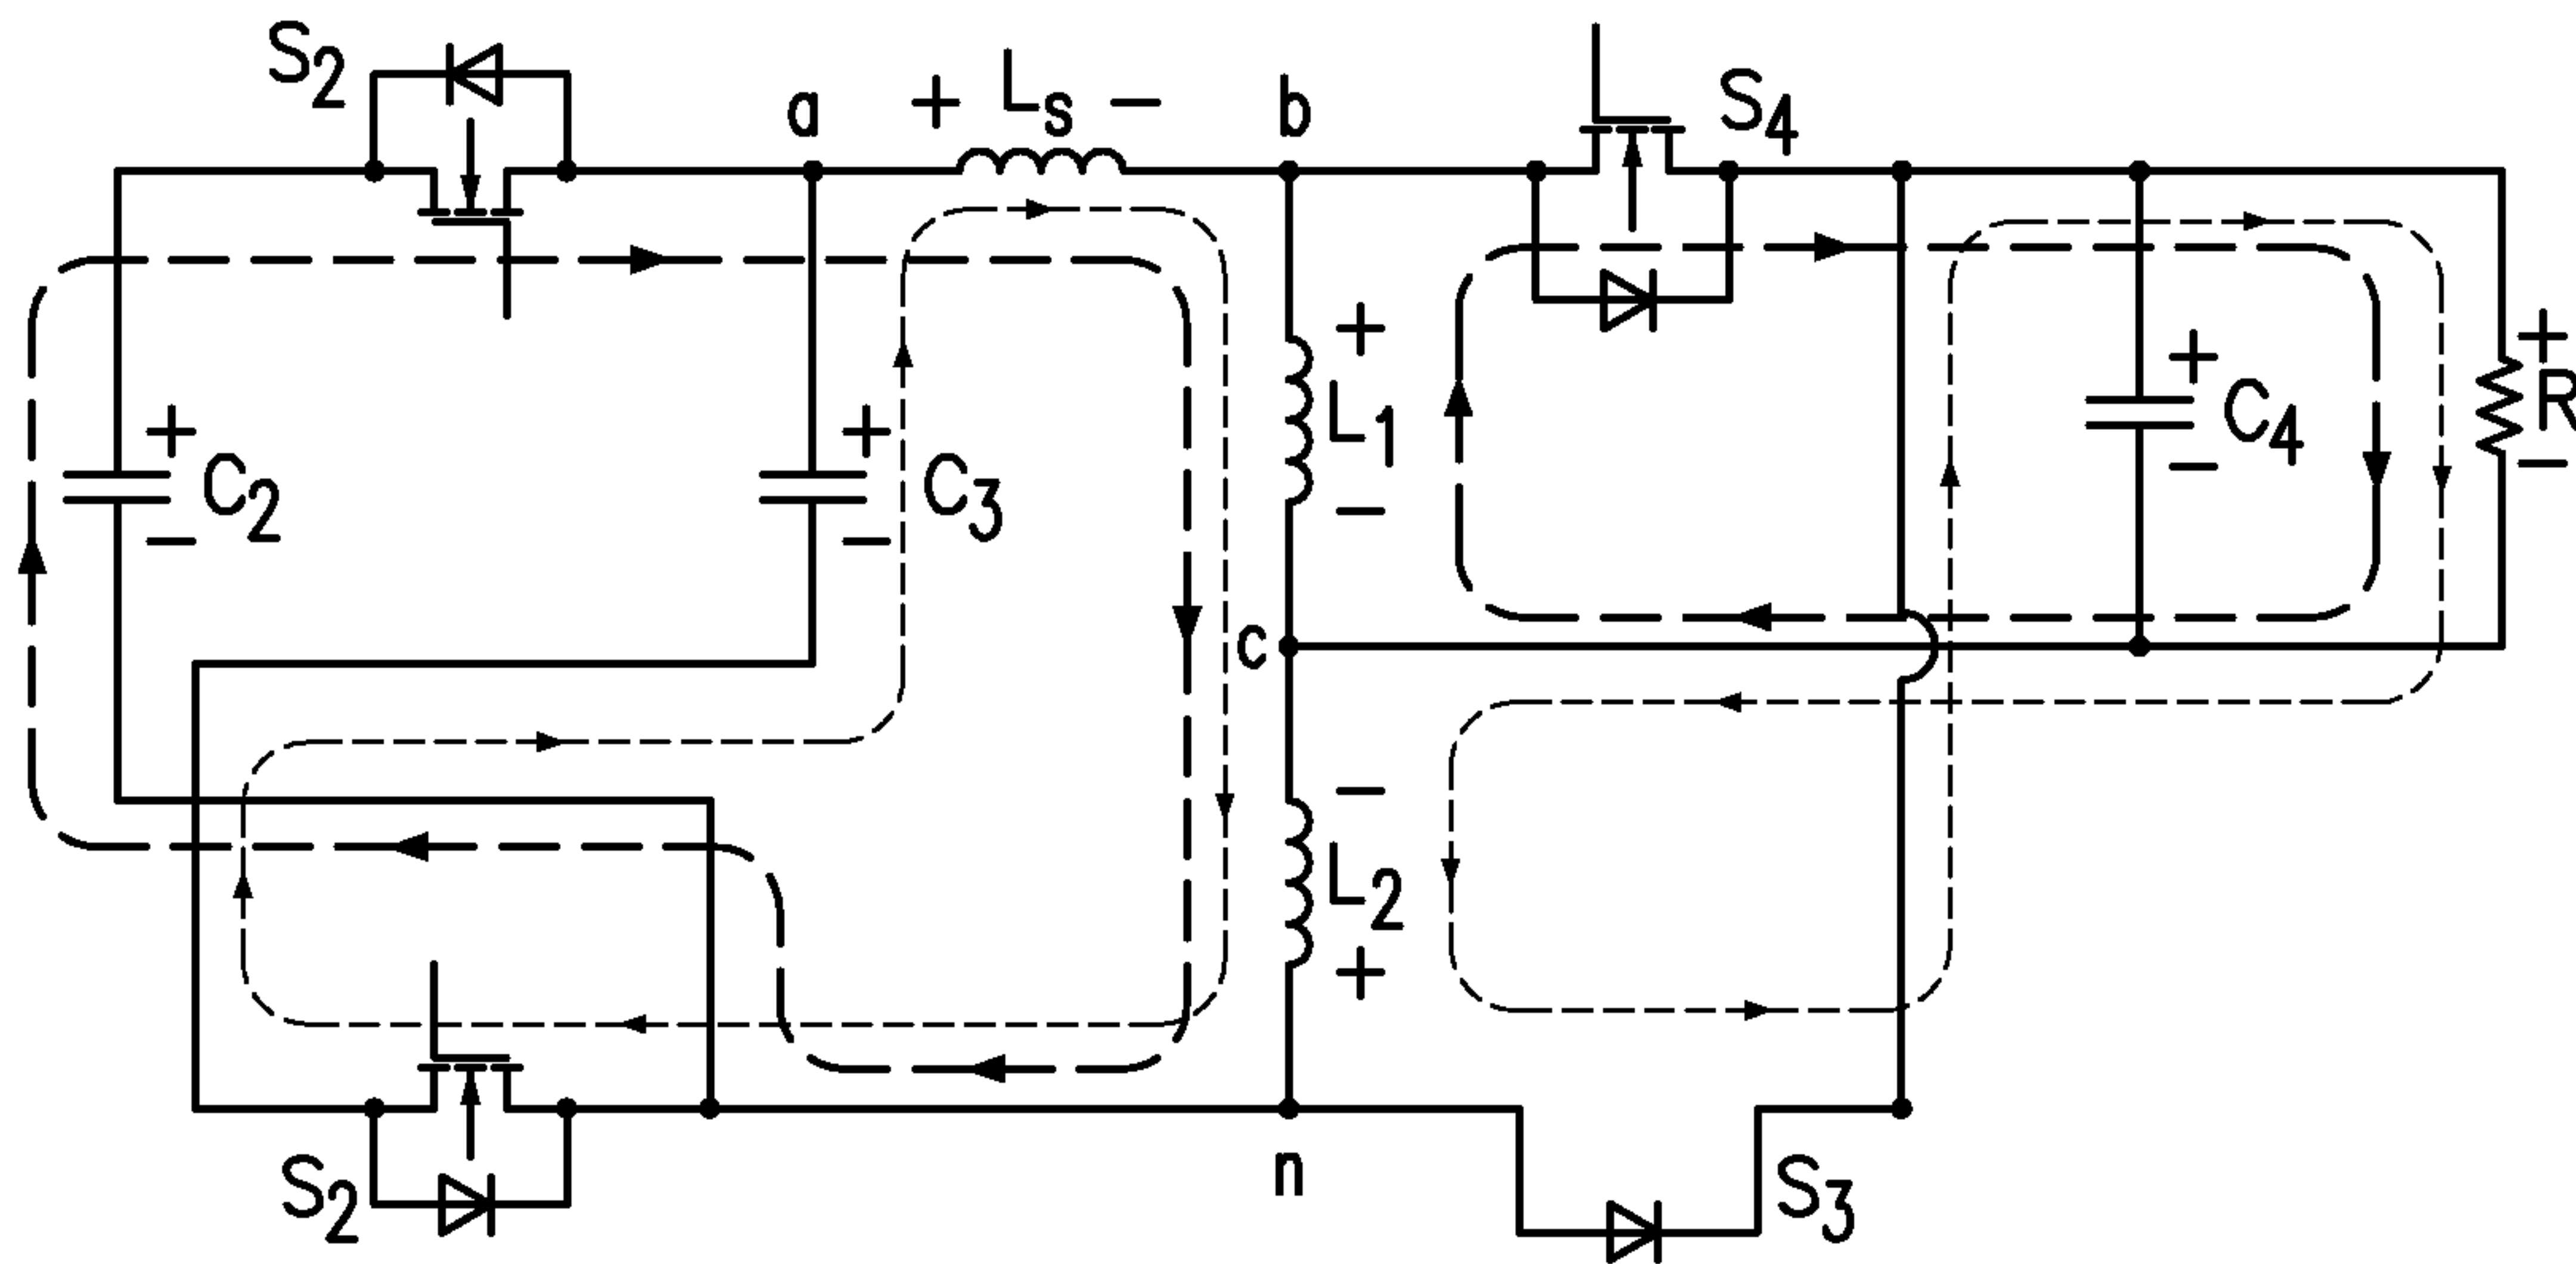 S2
a
+ Ls −
b
S4
+
C2
−
+
C3
−
+
L1
−
+
C4
−
+
R
−
c
−
L2
+
S2
n
S3